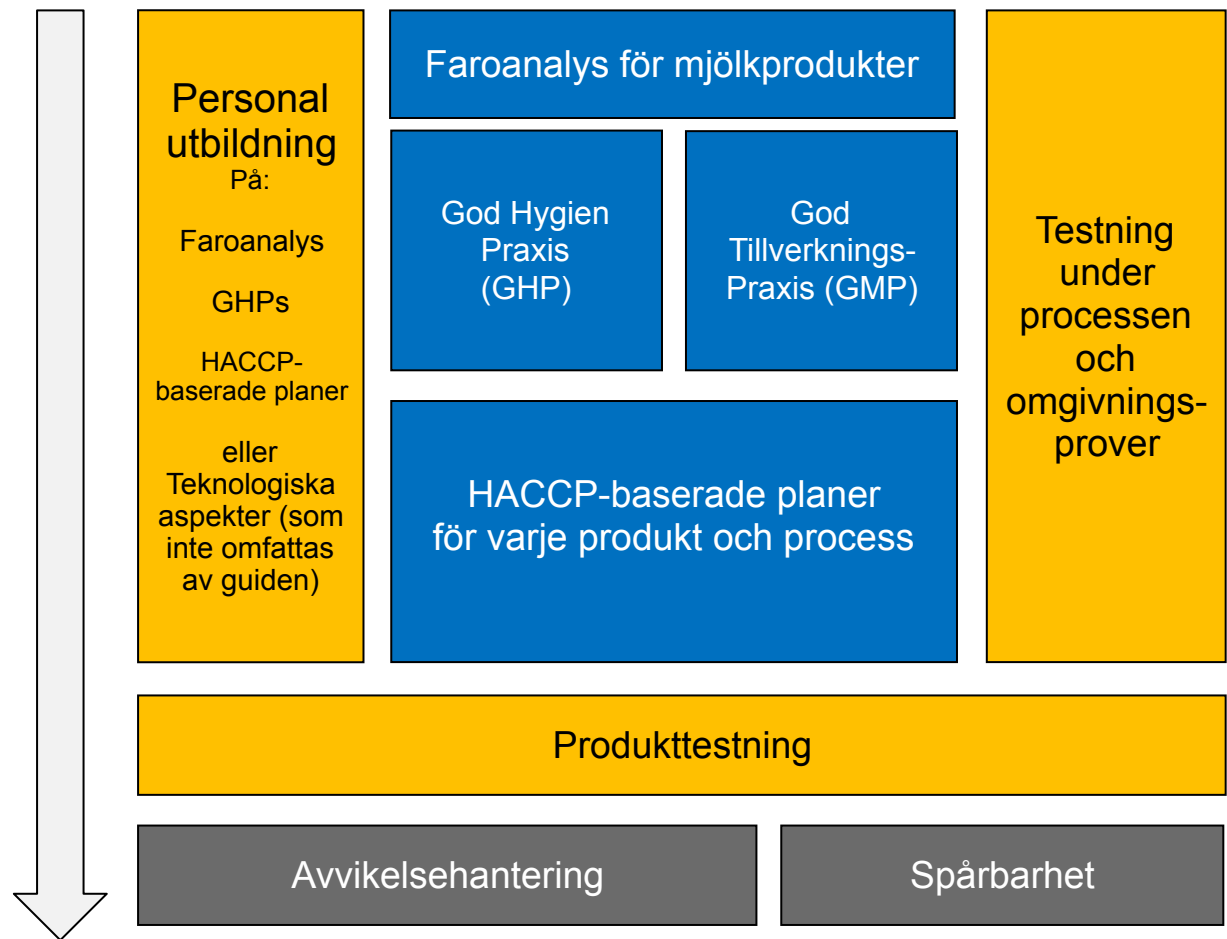 Personal
utbildning
På:
Faroanalys
GHPs
HACCP-
baserade planer
eller
Teknologiska
aspekter (som
inte omfattas
av guiden)
Faroanalys för mjölkprodukter
God Hygien
Praxis
(GHP)
God
Tillverknings-
Praxis (GMP)
HACCP-baserade planer
för varje produkt och process
Testning
under
processen
och
omgivnings-
prover
Produkttestning
Avvikelsehantering
Spårbarhet